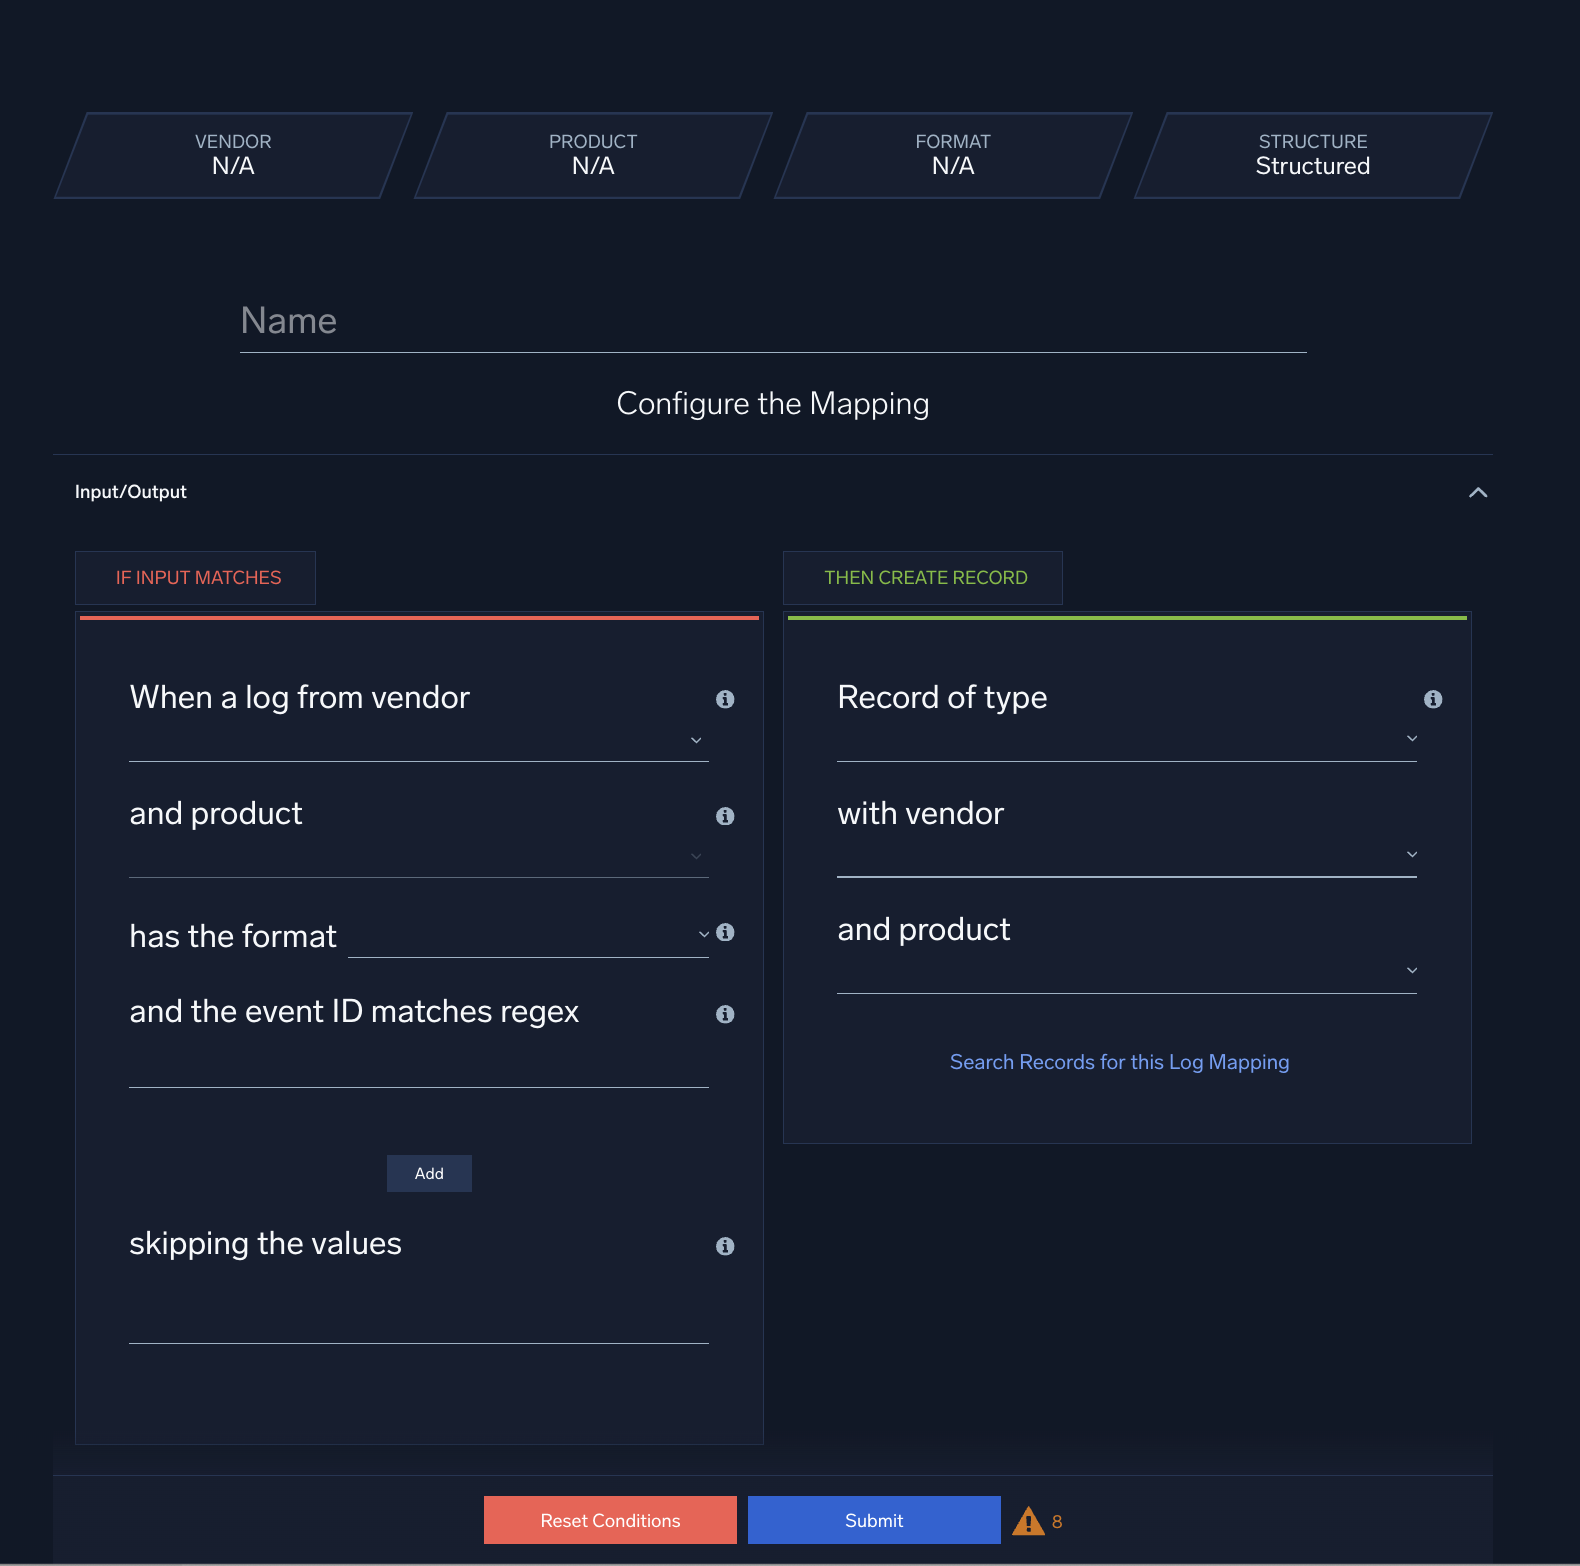 VENDOR
N/A
PRODUCT
N/A
FORMAT
N/A
STRUCTURE
Structured
Name
Configure the Mapping
Input/Output
IF INPUT MATCHES
When a log from vendor
and product
has the format
and the event ID matches regex
Add
skipping the values
THEN CREATE RECORD
Record of type
with vendor
and product
Search Records for this Log Mapping
Reset Conditions
Submit
8